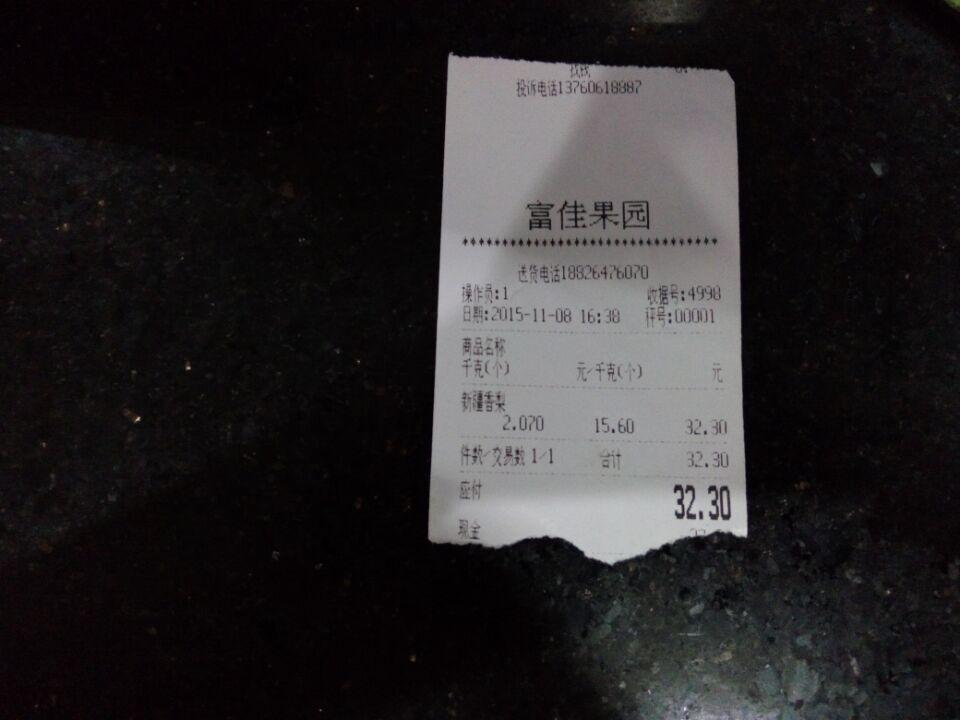 找钱
投诉电话13760618887
富佳果园
************************************
送货电话18826476070
操作员:1 收据号:4998
日期:2015-11-08 16:38 秤号:00001
商品名称
千克(个) 元/千克(个) 元
新疆香梨
2.070 15.60 32.30
件数/交易数 1/1 合计 32.30
应付 32.30
现金